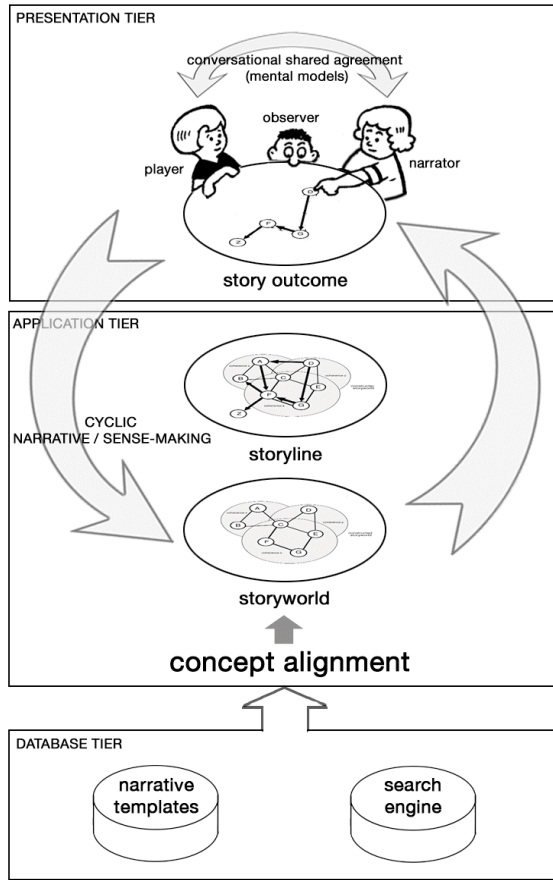 PRESENTATION TIER
conversational shared agreement
(mental models)
observer
player
narrator
D
F
G
Z
story outcome
APPLICATION TIER
A
D
B
C
E
F
G
Z
CYCLIC
NARRATIVE / SENSE-MAKING
storyline
A
D
B
C
E
F
G
storyworld
concept alignment
DATABASE TIER
narrative
templates
search
engine